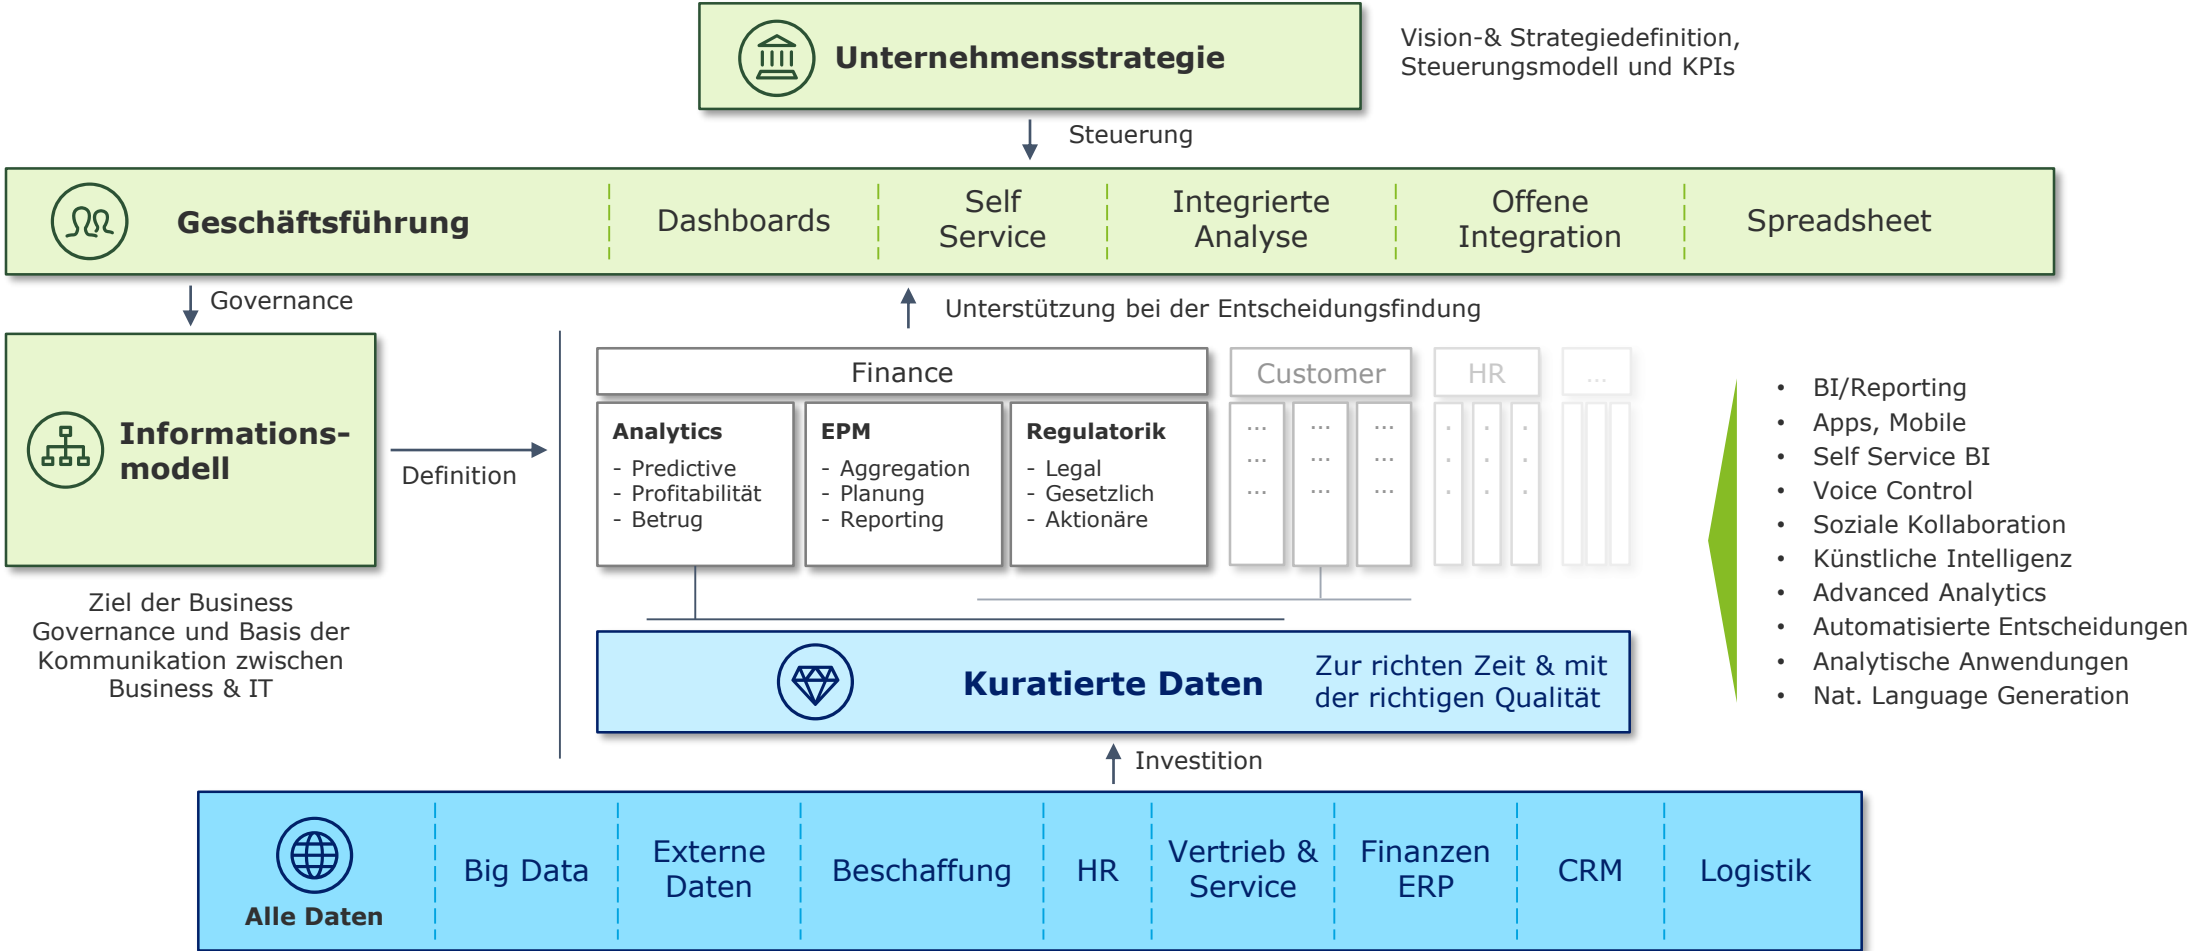 Unternehmensstrategie
Vision-& Strategiedefinition,
Steuerungsmodell und KPIs
Steuerung
Geschäftsführung
Dashboards
Self
Service
Integrierte
Analyse
Offene
Integration
Spreadsheet
Governance
Unterstützung bei der Entscheidungsfindung
Informations-
modell
Definition
Ziel der Business
Governance und Basis der
Kommunikation zwischen
Business & IT
Finance
Customer
HR
...
Analytics
- Predictive
- Profitabilität
- Betrug
EPM
- Aggregation
- Planung
- Reporting
Regulatorik
- Legal
- Gesetzlich
- Aktionäre
... ... ...
... ... ...
... ... ...
. . .
. . .
. . .
• BI/Reporting
• Apps, Mobile
• Self Service BI
• Voice Control
• Soziale Kollaboration
• Künstliche Intelligenz
• Advanced Analytics
• Automatisierte Entscheidungen
• Analytische Anwendungen
• Nat. Language Generation
Kuratierte Daten
Zur richten Zeit & mit
der richtigen Qualität
Investition
Alle Daten
Big Data
Externe
Daten
Beschaffung
HR
Vertrieb &
Service
Finanzen
ERP
CRM
Logistik